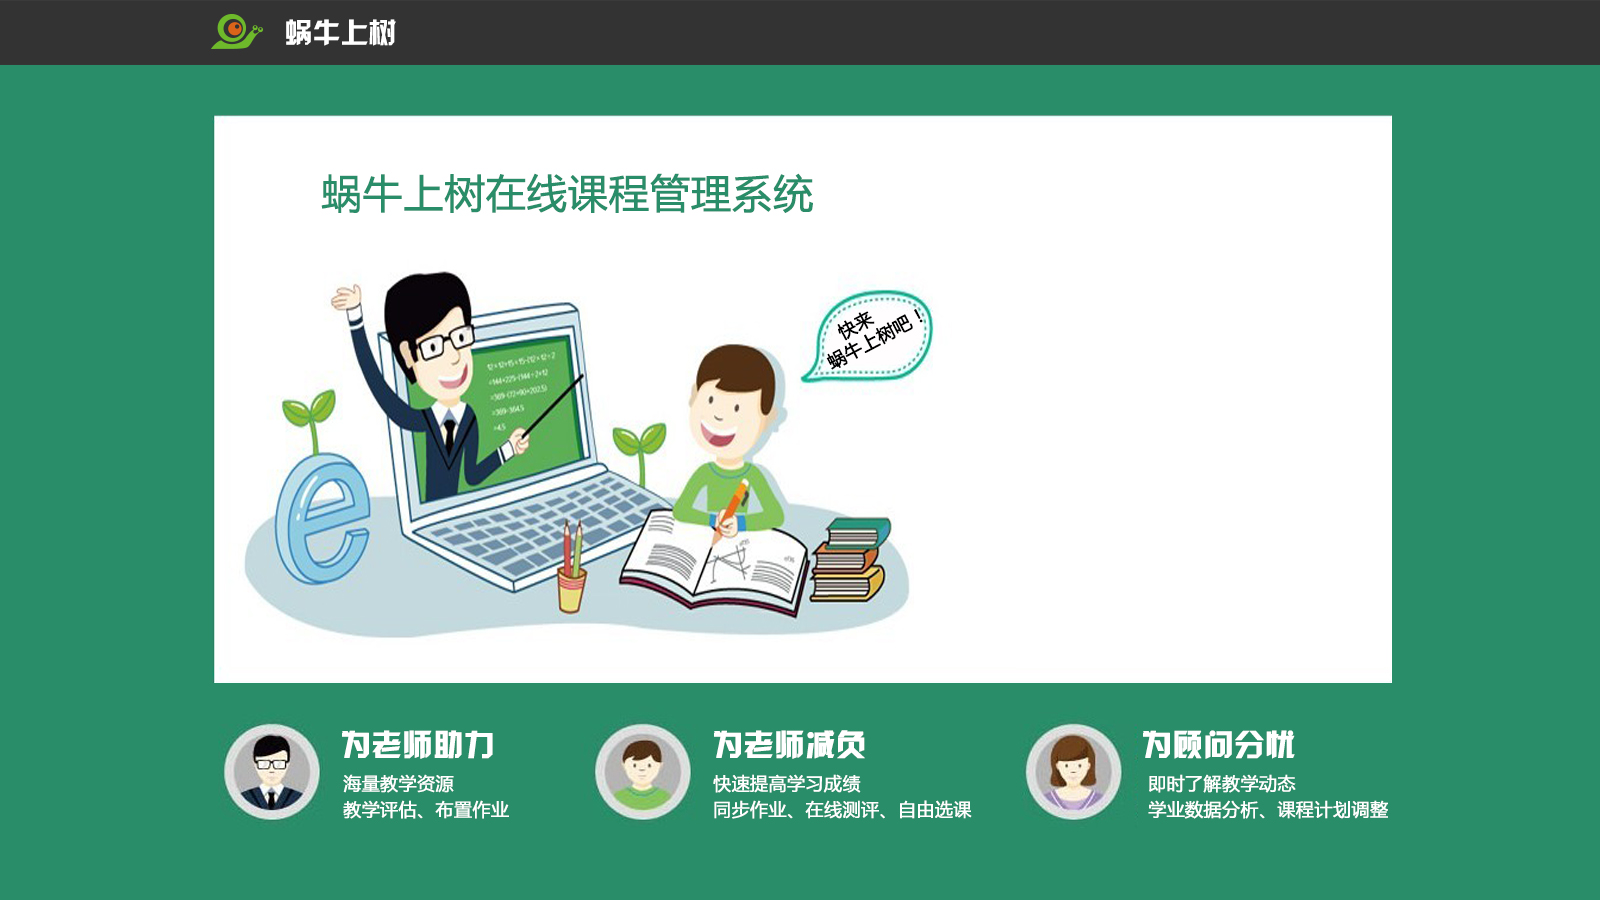 蜗牛上树
蜗牛上树在线课程管理系统
快来
蜗牛上树吧！
=4.5
e
为老师助力
海量教学资源
教学评估、布置作业
为老师减负
快速提高学习成绩
同步作业、在线测评、自由选课
为顾问分忧
即时了解教学动态
学业数据分析、课程计划调整